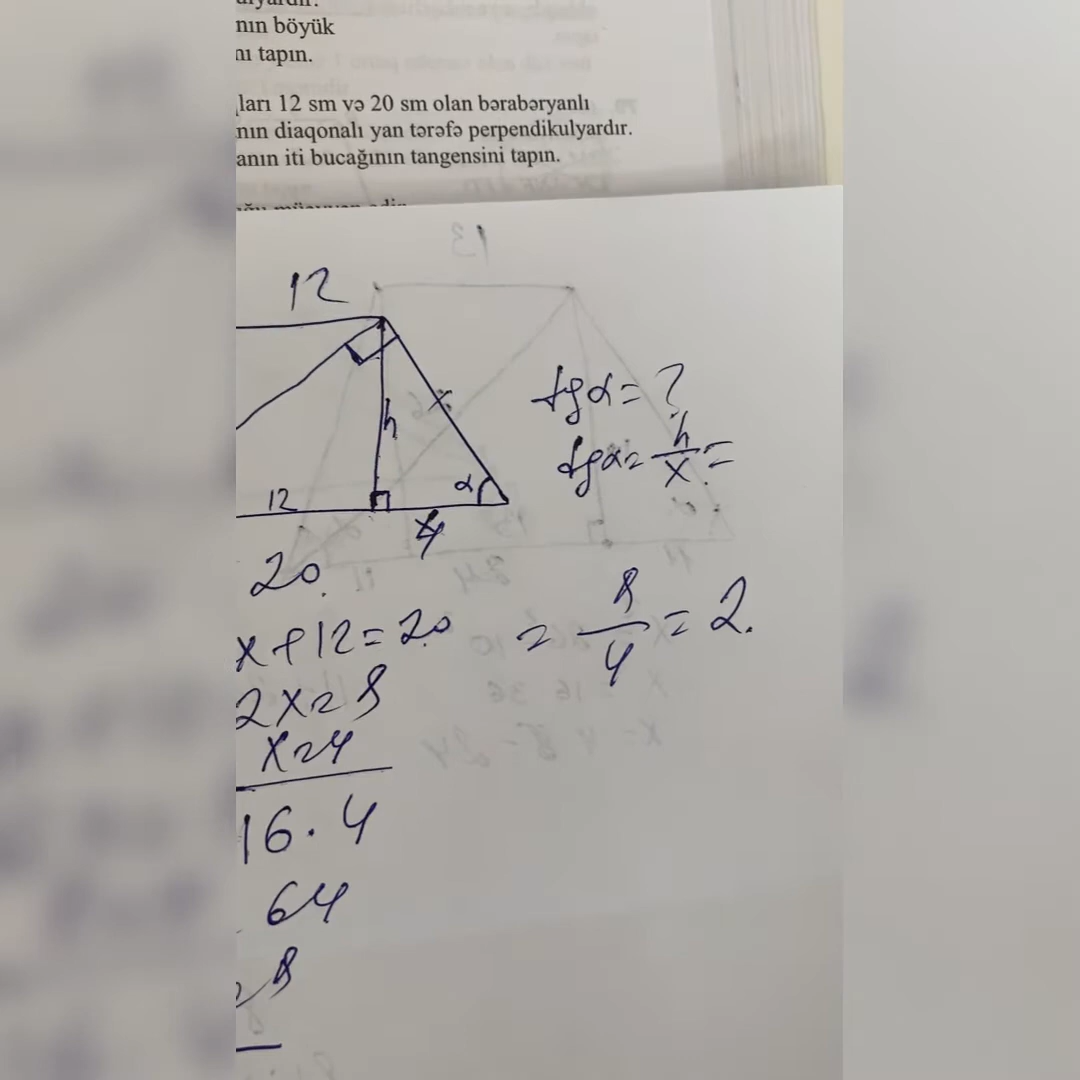 nın böyük
nı tapın.
ları 12 sm və 20 sm olan bərabəryanlı
nın diaqonalı yan tərəfə perpendikulyardır.
anın iti bucağının tangensini tapın.
13
12
h
x
tgα = ?
tgα = h/x =
12
α
4
20
x+12=20
= 8/4 = 2.
2x=8
x=4
16·4
64
=8